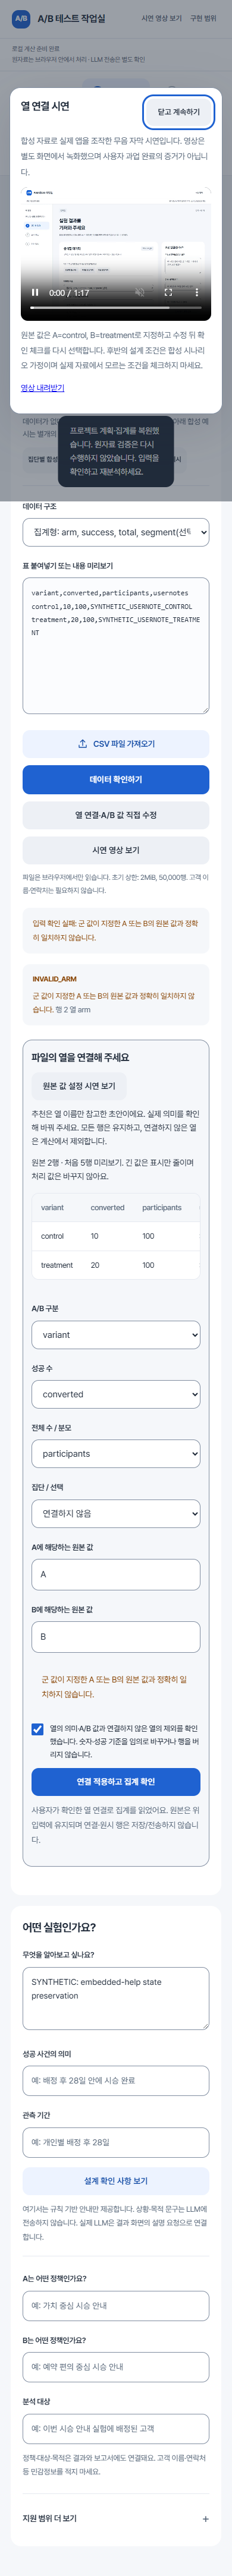 A/B
A/B 테스트 작업실
시연 영상 보기
구현 범위
로컬 계산 준비 완료
원자료는 브라우저 안에서 처리 · LLM 전송은 별도 확인
열 연결 시연
닫고 계속하기
합성 자료로 실제 앱을 조작한 무음 자막 시연입니다. 영상은
별도 화면에서 녹화했으며 사용자 과업 완료의 증거가 아닙니
다.
0:00 / 1:17
원본 값은 A=control, B=treatment로 지정하고 수정 뒤 확
인 체크를 다시 선택합니다. 후반의 설계 조건은 합성 시나리
오 가정이며 실제 자료에서 모르는 조건을 체크하지 마세요.
영상 내려받기
프로젝트 계획·집계를 복원했
습니다. 원자료 검증은 다시
수행하지 않았습니다. 입력을
확인하고 재분석하세요.
데이터 구조
집계형: arm, success, total, segment(선택
표 붙여넣기 또는 내용 미리보기
variant,converted,participants,usernotes
control,10,100,SYNTHETIC_USERNOTE_CONTROL
treatment,20,100,SYNTHETIC_USERNOTE_TREATME
NT
CSV 파일 가져오기
데이터 확인하기
열 연결·A/B 값 직접 수정
시연 영상 보기
파일은 브라우저에서만 읽습니다. 초기 상한: 2MiB, 50,000행. 고객 이
름·연락처는 필요하지 않습니다.
입력 확인 실패: 군 값이 지정한 A 또는 B의 원본 값과 정확
히 일치하지 않습니다.
INVALID_ARM
군 값이 지정한 A 또는 B의 원본 값과 정확히 일치하지 않
습니다. 행 2 열 arm
파일의 열을 연결해 주세요
원본 값 설정 시연 보기
추천은 열 이름만 참고한 초안이에요. 실제 의미를 확인
해 바꿔 주세요. 모든 행은 유지하고, 연결하지 않은 열
은 계산에서 제외합니다.
원본 2행 · 처음 5행 미리보기. 긴 값은 표시만 줄이며
처리 값은 바꾸지 않아요.
variant converted participants
control 10 100
treatment 20 100
A/B 구분
variant
성공 수
converted
전체 수 / 분모
participants
집단 / 선택
연결하지 않음
A에 해당하는 원본 값
A
B에 해당하는 원본 값
B
군 값이 지정한 A 또는 B의 원본 값과 정확히 일
치하지 않습니다.
열의 의미·A/B 값과 연결하지 않은 열의 제외를 확인
했습니다. 숫자·성공 기준을 임의로 바꾸거나 행을 버
리지 않습니다.
연결 적용하고 집계 확인
사용자가 확인한 열 연결로 집계를 읽었어요. 원본은 위
입력에 유지되며 연결·원시 행은 저장/전송하지 않습니
다.
어떤 실험인가요?
무엇을 알아보고 싶나요?
SYNTHETIC: embedded-help state
preservation
성공 사건의 의미
예: 배정 후 28일 안에 시승 완료
관측 기간
예: 개인별 배정 후 28일
설계 확인 사항 보기
여기서는 규칙 기반 안내만 제공합니다. 상황·목적 문구는 LLM에
전송하지 않습니다. 실제 LLM은 결과 화면의 설명 요청으로 연결
합니다.
A는 어떤 정책인가요?
예: 가치 중심 시승 안내
B는 어떤 정책인가요?
예: 예약 편의 중심 시승 안내
분석 대상
예: 이번 시승 안내 실험에 배정된 고객
정책·대상·목적은 결과와 보고서에도 연결돼요. 고객 이름·연락처
등 민감정보를 적지 마세요.
지원 범위 더 보기
+